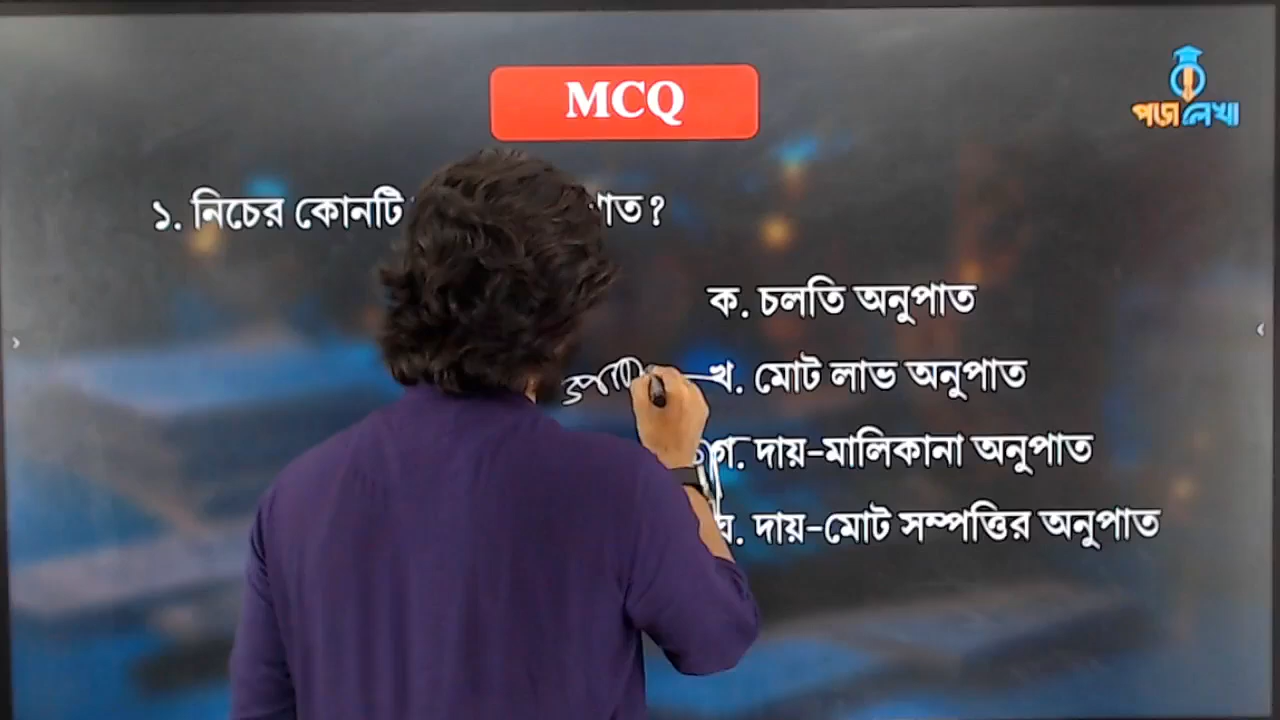 MCQ
পড়ালেখা
১. নিচের কোনটি ?
ক. চলতি অনুপাত
খ. মোট লাভ অনুপাত
গ. দায়-মালিকানা অনুপাত
ঘ. দায়-মোট সম্পত্তির অনুপাত